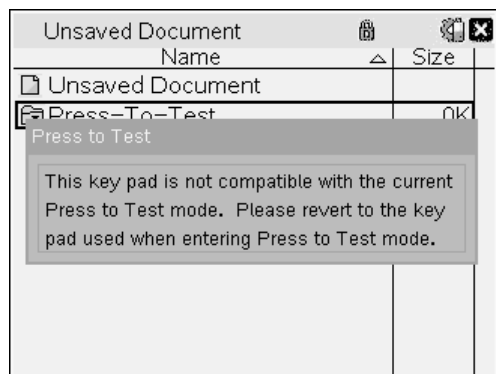 Unsaved Document
Name Size
Unsaved Document
Press-To-Test 0K
Press to Test
This key pad is not compatible with the current
Press to Test mode. Please revert to the key
pad used when entering Press to Test mode.